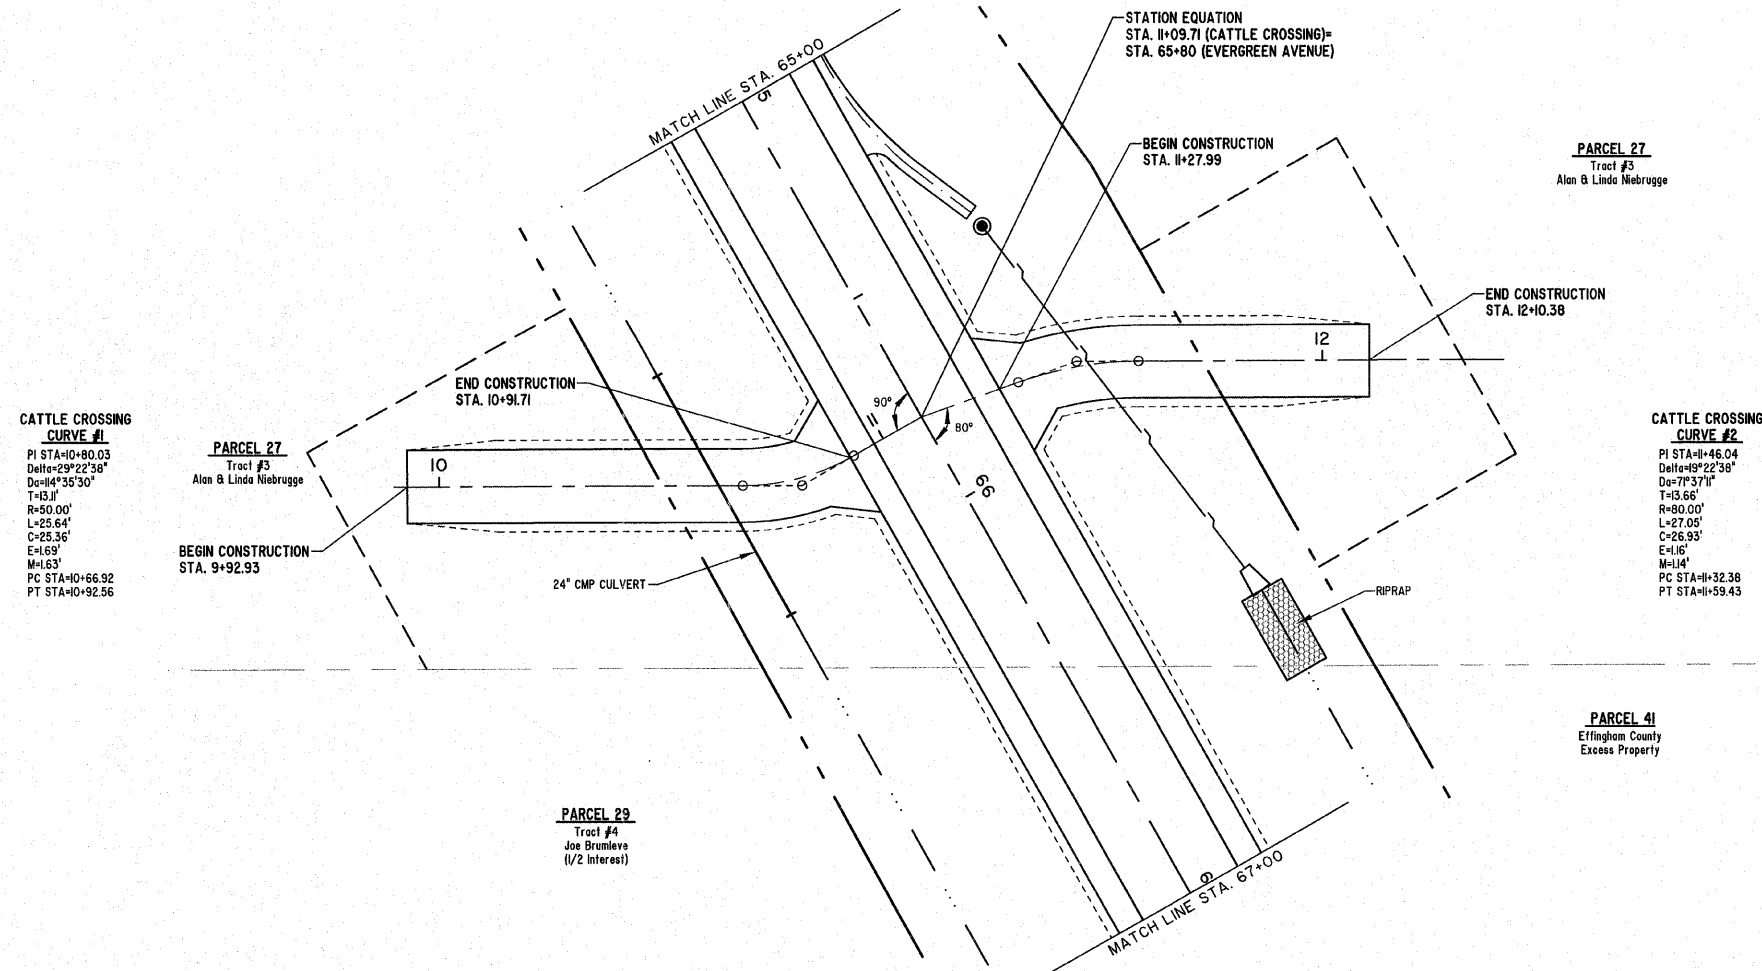 STATION EQUATION
STA. 11+09.71 (CATTLE CROSSING)=
STA. 65+80 (EVERGREEN AVENUE)
MATCH LINE STA. 65+00
5
BEGIN CONSTRUCTION
STA. 11+27.99
PARCEL 27
Tract #3
Alan & Linda Niebrugge
END CONSTRUCTION
STA. 12+10.38
12
END CONSTRUCTION
STA. 10+91.71
90°
80°
11
CATTLE CROSSING
CURVE #1
PI STA=10+80.03
Delta=29°22'38"
Da=114°35'30"
T=13.11'
R=50.00'
L=25.64'
C=25.36'
E=1.69'
M=1.63'
PC STA=10+66.92
PT STA=10+92.56
PARCEL 27
Tract #3
Alan & Linda Niebrugge
10
66
CATTLE CROSSING
CURVE #2
PI STA=11+46.04
Delta=19°22'38"
Da=71°37'11"
T=13.66'
R=80.00'
L=27.05'
C=26.93'
E=1.16'
M=1.14'
PC STA=11+32.38
PT STA=11+59.43
BEGIN CONSTRUCTION
STA. 9+92.93
24" CMP CULVERT
RIPRAP
PARCEL 41
Effingham County
Excess Property
PARCEL 29
Tract #4
Joe Brumleve
(1/2 Interest)
6
MATCH LINE STA. 67+00